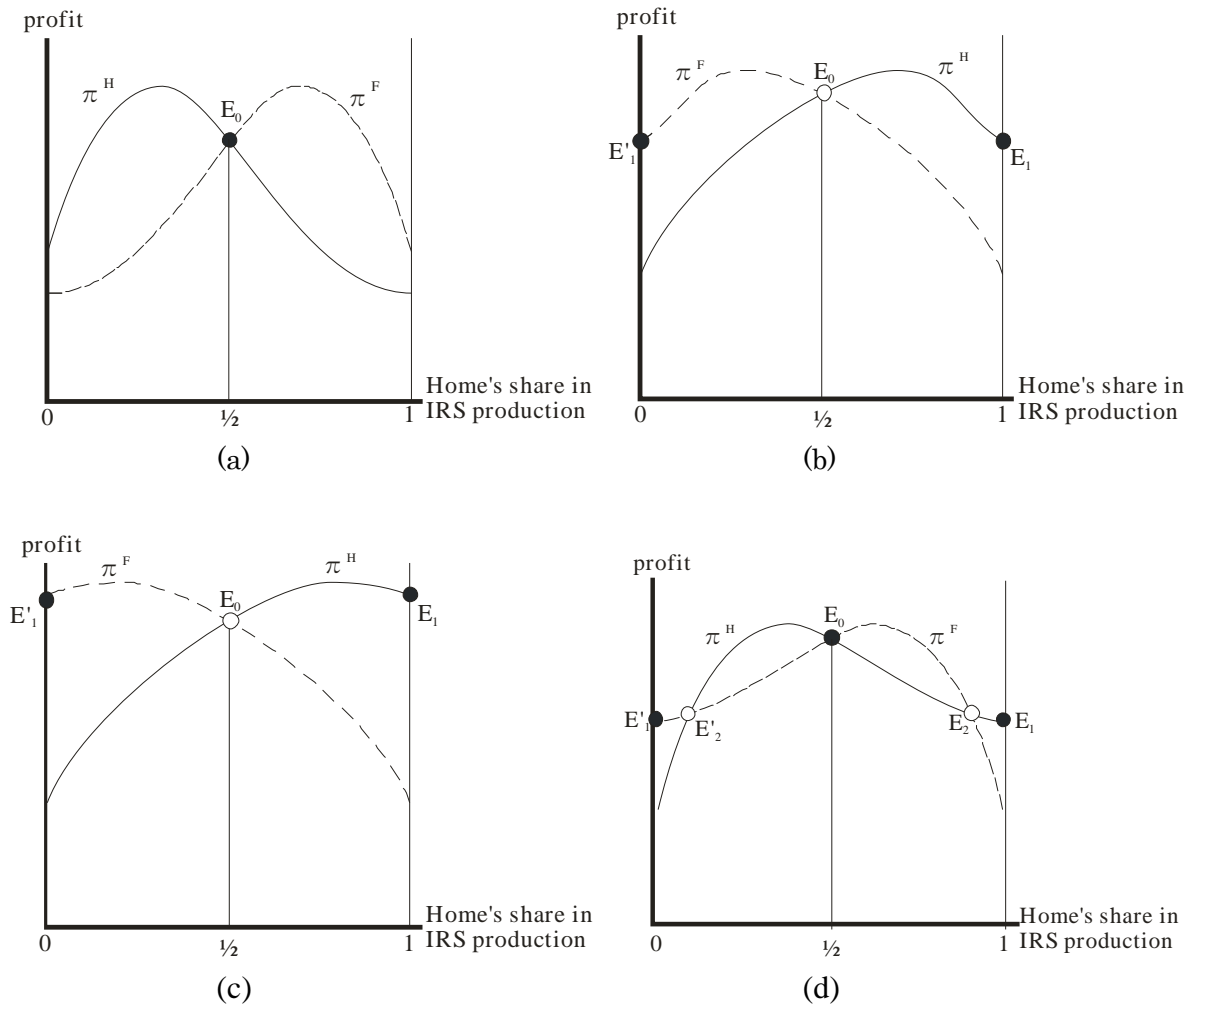 profit
π H
π F
E0
0
½
1
Home's share in
IRS production
(a)
profit
π F
E0
π H
E'1
E1
0
½
1
Home's share in
IRS production
(b)
profit
π F
π H
E0
E'1
E1
0
½
1
Home's share in
IRS production
(c)
profit
E0
π H
π F
E'1
E'2
E2
E1
0
½
1
Home's share in
IRS production
(d)